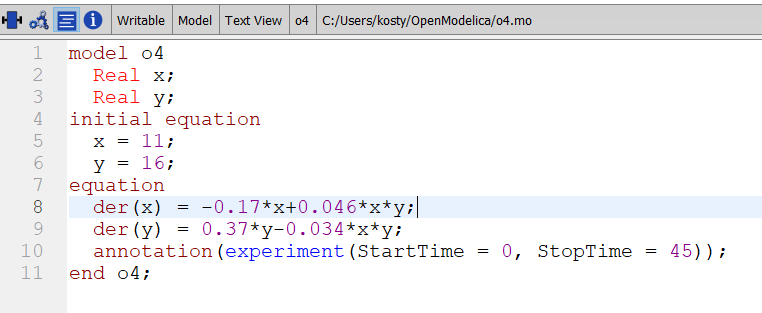 Writable Model Text View o4 C:/Users/kosty/OpenModelica/o4.mo
1 model o4
2   Real x;
3   Real y;
4 initial equation
5   x = 11;
6   y = 16;
7 equation
8   der(x) = -0.17*x+0.046*x*y;
9   der(y) = 0.37*y-0.034*x*y;
10   annotation(experiment(StartTime = 0, StopTime = 45));
11 end o4;